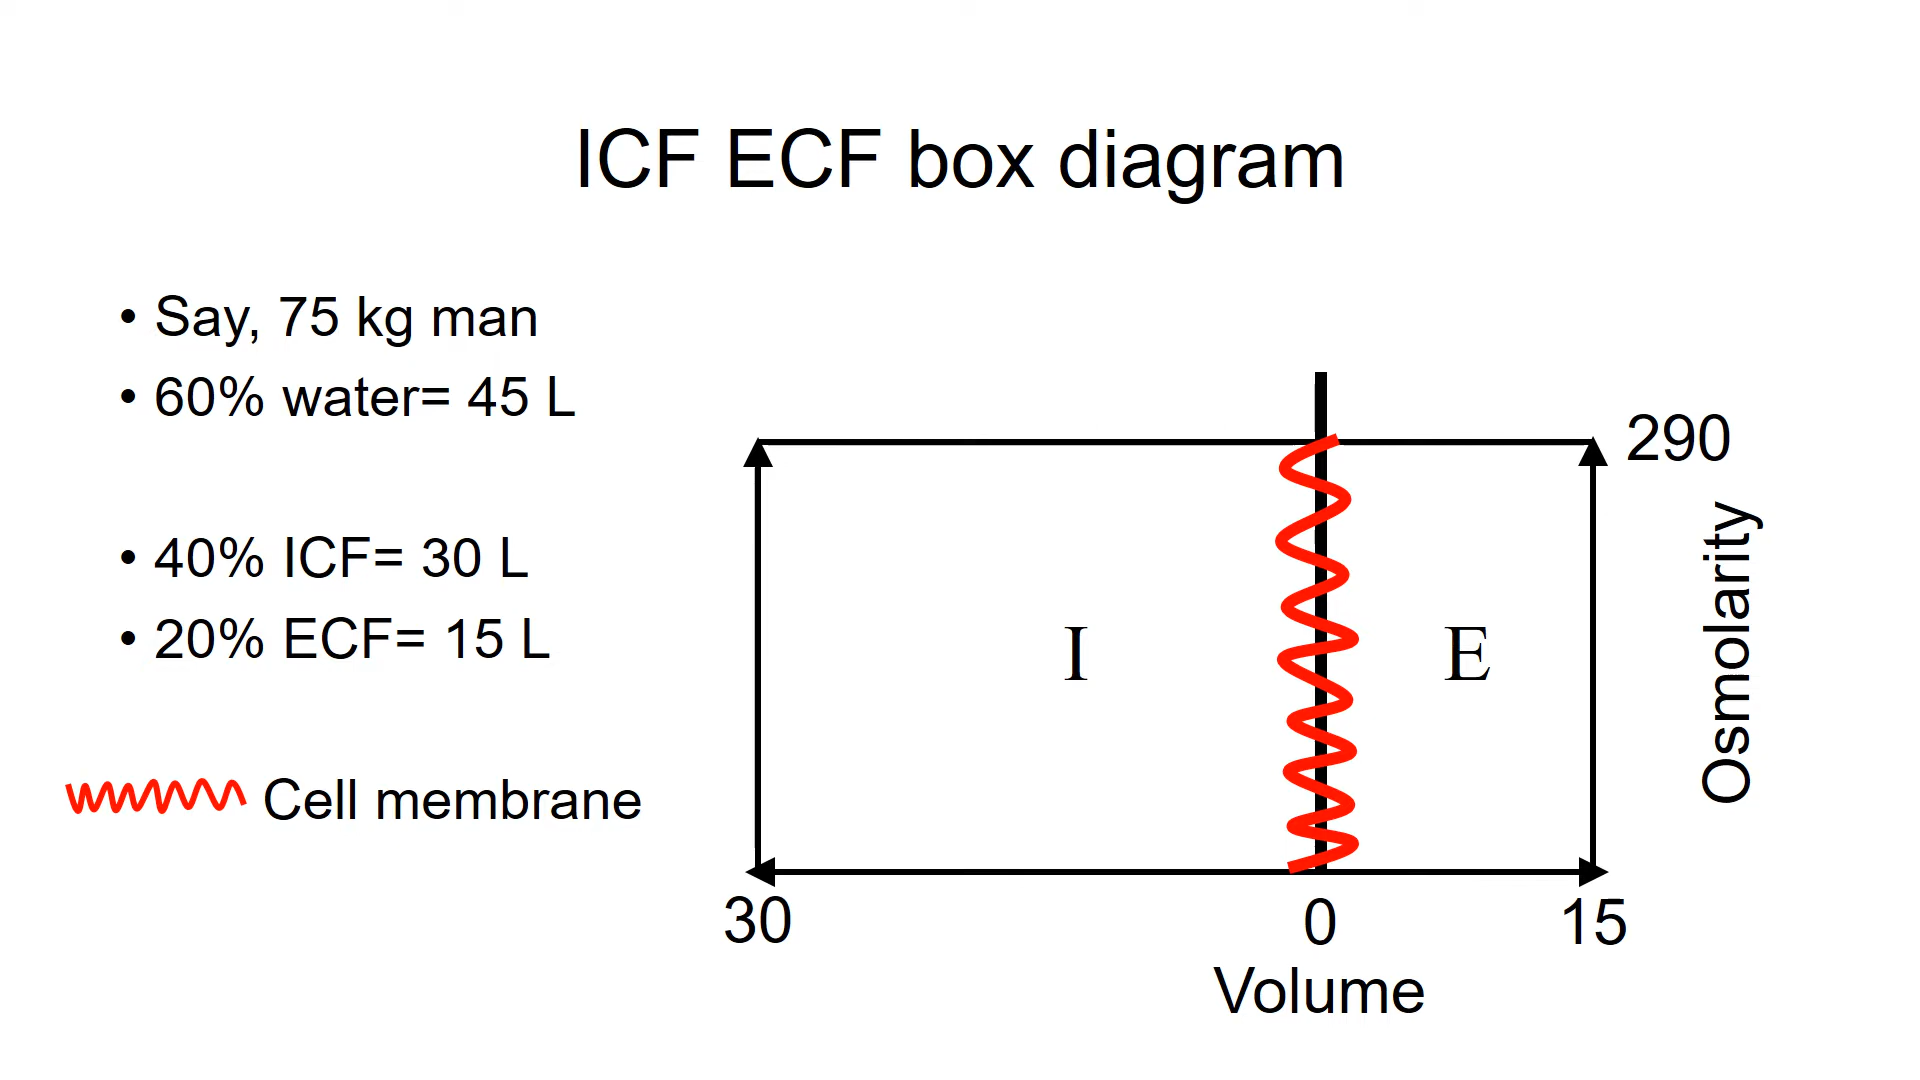 ICF ECF box diagram
• Say, 75 kg man
• 60% water= 45 L
• 40% ICF= 30 L
• 20% ECF= 15 L
Cell membrane
290
I
E
Osmolarity
30
0
15
Volume